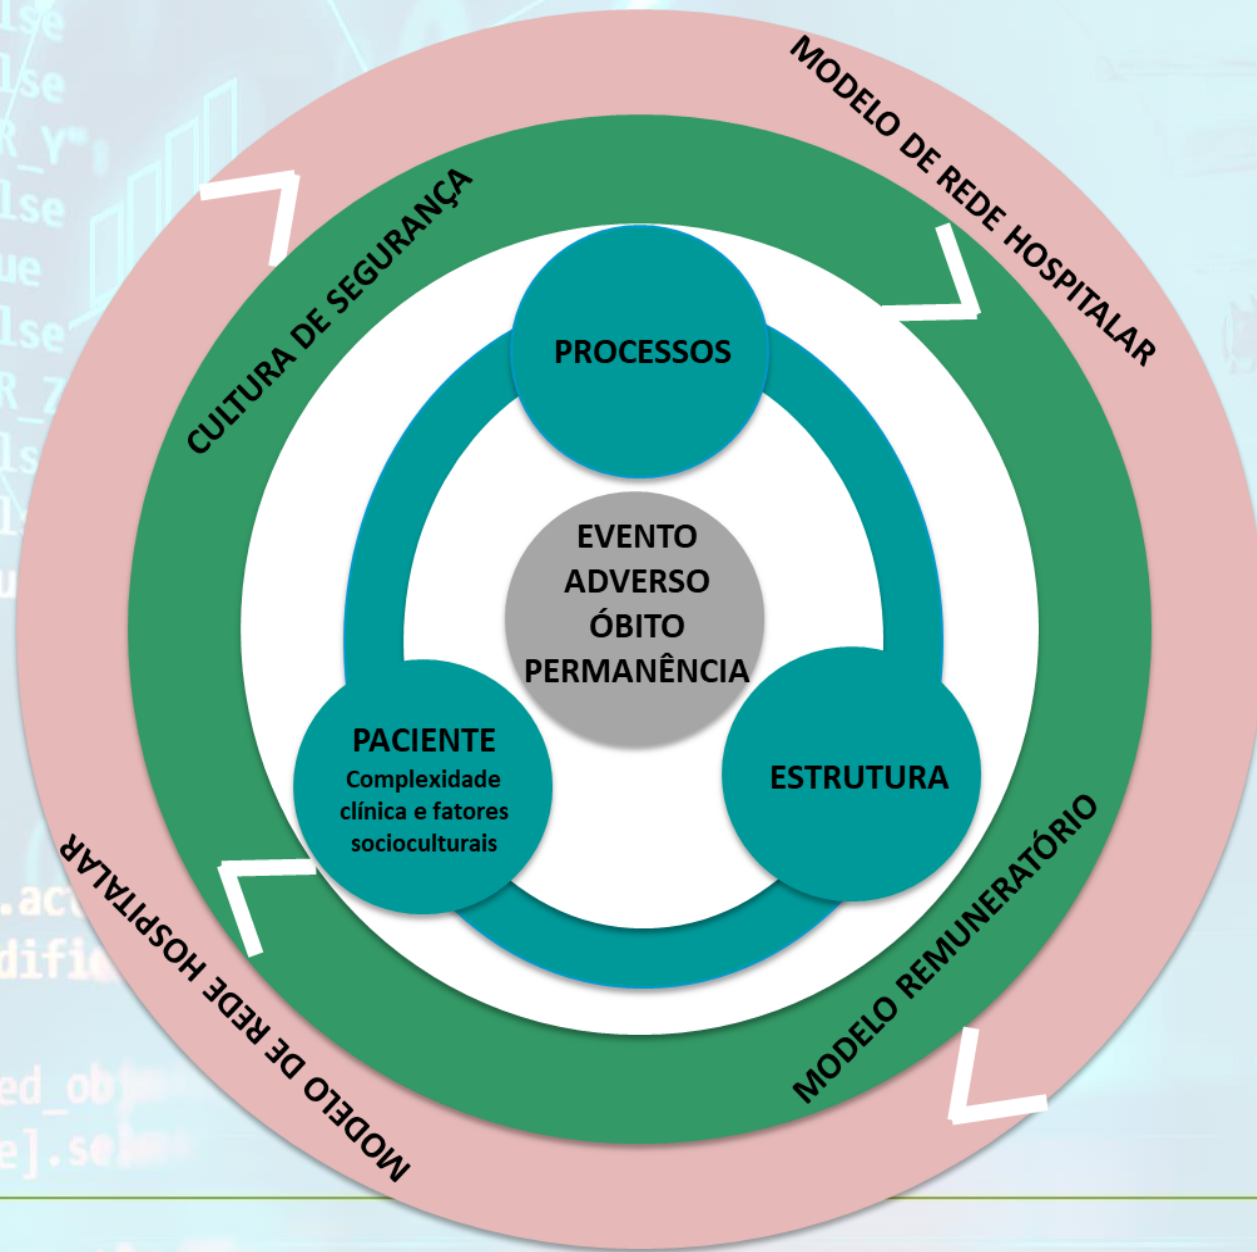 MODELO DE REDE HOSPITALAR
CULTURA DE SEGURANÇA
PROCESSOS
EVENTO
ADVERSO
ÓBITO
PERMANÊNCIA
PACIENTE
Complexidade
clínica e fatores
socioculturais
ESTRUTURA
MODELO REMUNERATÓRIO
MODELO DE REDE HOSPITALAR